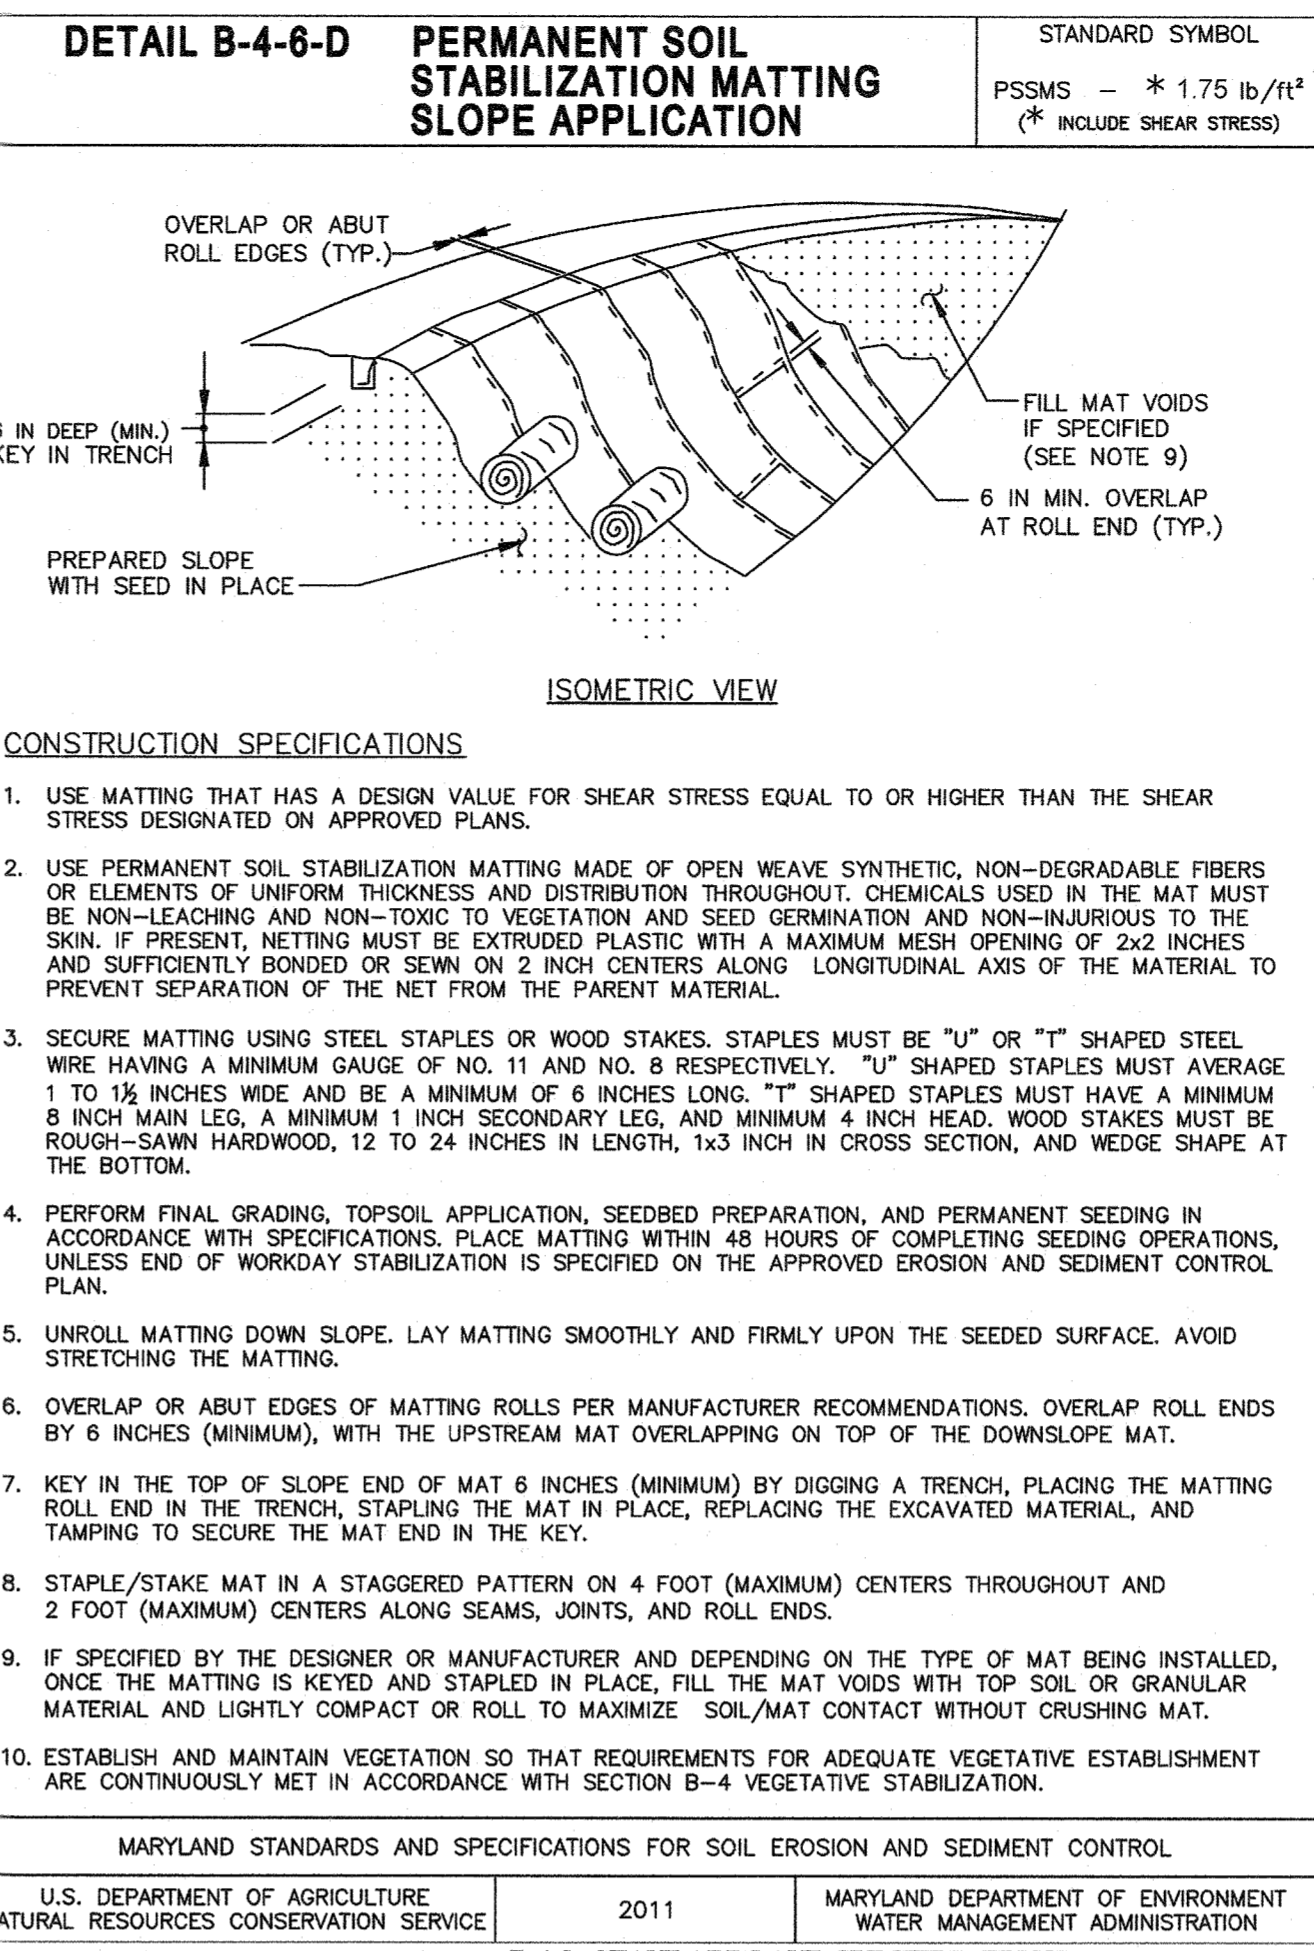 DETAIL B-4-6-D
PERMANENT SOIL
STABILIZATION MATTING
SLOPE APPLICATION
STANDARD SYMBOL
PSSMS – * 1.75 lb/ft²
(* INCLUDE SHEAR STRESS)
OVERLAP OR ABUT
ROLL EDGES (TYP.)
IN DEEP (MIN.)
KEY IN TRENCH
PREPARED SLOPE
WITH SEED IN PLACE
FILL MAT VOIDS
IF SPECIFIED
(SEE NOTE 9)
6 IN MIN. OVERLAP
AT ROLL END (TYP.)
ISOMETRIC VIEW
CONSTRUCTION SPECIFICATIONS
1. USE MATTING THAT HAS A DESIGN VALUE FOR SHEAR STRESS EQUAL TO OR HIGHER THAN THE SHEAR
STRESS DESIGNATED ON APPROVED PLANS.
2. USE PERMANENT SOIL STABILIZATION MATTING MADE OF OPEN WEAVE SYNTHETIC, NON–DEGRADABLE FIBERS
OR ELEMENTS OF UNIFORM THICKNESS AND DISTRIBUTION THROUGHOUT. CHEMICALS USED IN THE MAT MUST
BE NON–LEACHING AND NON–TOXIC TO VEGETATION AND SEED GERMINATION AND NON–INJURIOUS TO THE
SKIN. IF PRESENT, NETTING MUST BE EXTRUDED PLASTIC WITH A MAXIMUM MESH OPENING OF 2x2 INCHES
AND SUFFICIENTLY BONDED OR SEWN ON 2 INCH CENTERS ALONG LONGITUDINAL AXIS OF THE MATERIAL TO
PREVENT SEPARATION OF THE NET FROM THE PARENT MATERIAL.
3. SECURE MATTING USING STEEL STAPLES OR WOOD STAKES. STAPLES MUST BE "U" OR "T" SHAPED STEEL
WIRE HAVING A MINIMUM GAUGE OF NO. 11 AND NO. 8 RESPECTIVELY. "U" SHAPED STAPLES MUST AVERAGE
1 TO 1½ INCHES WIDE AND BE A MINIMUM OF 6 INCHES LONG. "T" SHAPED STAPLES MUST HAVE A MINIMUM
8 INCH MAIN LEG, A MINIMUM 1 INCH SECONDARY LEG, AND MINIMUM 4 INCH HEAD. WOOD STAKES MUST BE
ROUGH–SAWN HARDWOOD, 12 TO 24 INCHES IN LENGTH, 1x3 INCH IN CROSS SECTION, AND WEDGE SHAPE AT
THE BOTTOM.
4. PERFORM FINAL GRADING, TOPSOIL APPLICATION, SEEDBED PREPARATION, AND PERMANENT SEEDING IN
ACCORDANCE WITH SPECIFICATIONS. PLACE MATTING WITHIN 48 HOURS OF COMPLETING SEEDING OPERATIONS,
UNLESS END OF WORKDAY STABILIZATION IS SPECIFIED ON THE APPROVED EROSION AND SEDIMENT CONTROL
PLAN.
5. UNROLL MATTING DOWN SLOPE. LAY MATTING SMOOTHLY AND FIRMLY UPON THE SEEDED SURFACE. AVOID
STRETCHING THE MATTING.
6. OVERLAP OR ABUT EDGES OF MATTING ROLLS PER MANUFACTURER RECOMMENDATIONS. OVERLAP ROLL ENDS
BY 6 INCHES (MINIMUM), WITH THE UPSTREAM MAT OVERLAPPING ON TOP OF THE DOWNSLOPE MAT.
7. KEY IN THE TOP OF SLOPE END OF MAT 6 INCHES (MINIMUM) BY DIGGING A TRENCH, PLACING THE MATTING
ROLL END IN THE TRENCH, STAPLING THE MAT IN PLACE, REPLACING THE EXCAVATED MATERIAL, AND
TAMPING TO SECURE THE MAT END IN THE KEY.
8. STAPLE/STAKE MAT IN A STAGGERED PATTERN ON 4 FOOT (MAXIMUM) CENTERS THROUGHOUT AND
2 FOOT (MAXIMUM) CENTERS ALONG SEAMS, JOINTS, AND ROLL ENDS.
9. IF SPECIFIED BY THE DESIGNER OR MANUFACTURER AND DEPENDING ON THE TYPE OF MAT BEING INSTALLED,
ONCE THE MATTING IS KEYED AND STAPLED IN PLACE, FILL THE MAT VOIDS WITH TOP SOIL OR GRANULAR
MATERIAL AND LIGHTLY COMPACT OR ROLL TO MAXIMIZE SOIL/MAT CONTACT WITHOUT CRUSHING MAT.
10. ESTABLISH AND MAINTAIN VEGETATION SO THAT REQUIREMENTS FOR ADEQUATE VEGETATIVE ESTABLISHMENT
ARE CONTINUOUSLY MET IN ACCORDANCE WITH SECTION B–4 VEGETATIVE STABILIZATION.
MARYLAND STANDARDS AND SPECIFICATIONS FOR SOIL EROSION AND SEDIMENT CONTROL
U.S. DEPARTMENT OF AGRICULTURE
ATURAL RESOURCES CONSERVATION SERVICE
2011
MARYLAND DEPARTMENT OF ENVIRONMENT
WATER MANAGEMENT ADMINISTRATION